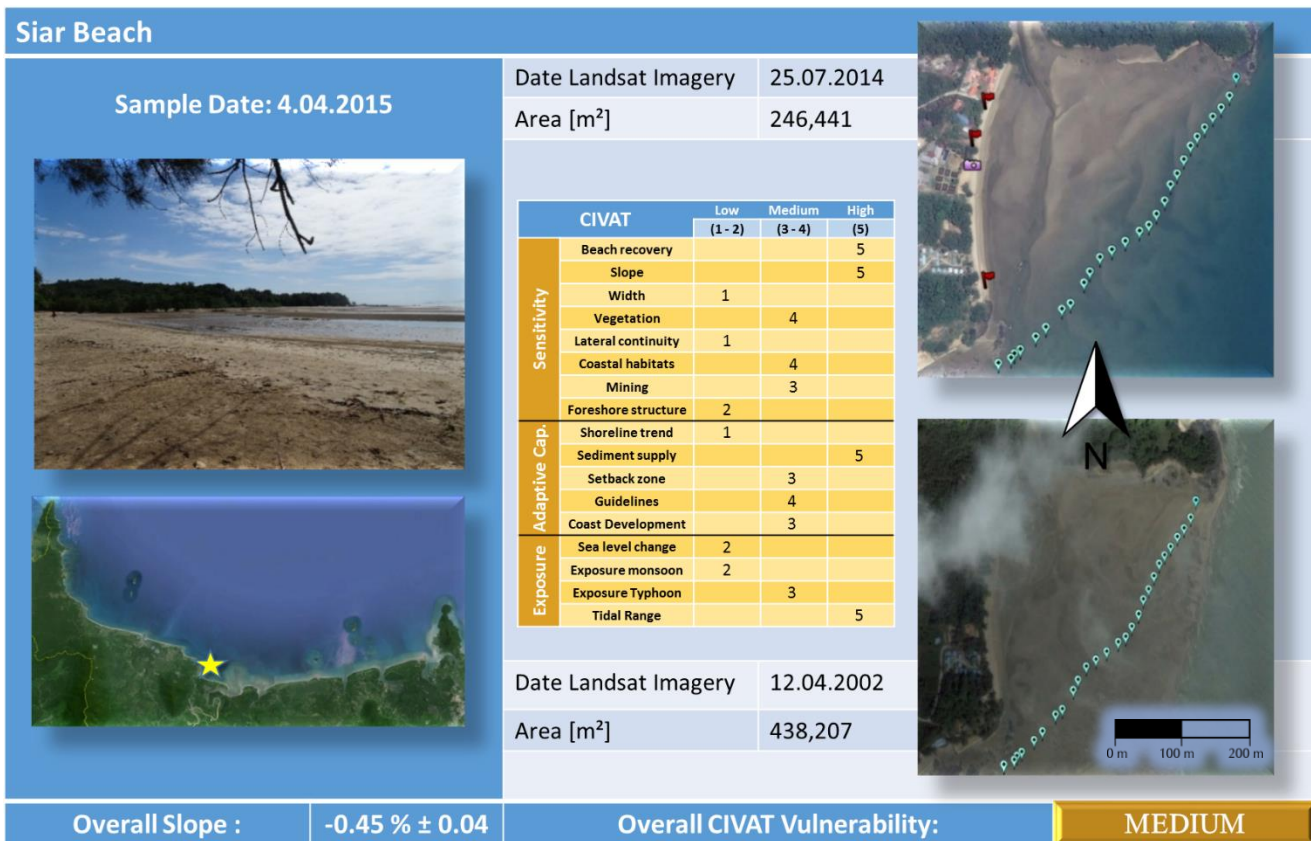 Siar Beach
Sample Date: 4.04.2015
Date Landsat Imagery 25.07.2014
Area [m²] 246,441
CIVAT Low Medium High
(1 - 2) (3 - 4) (5)
Sensitivity
Beach recovery 5
Slope 5
Width 1
Vegetation 4
Lateral continuity 1
Coastal habitats 4
Mining 3
Foreshore structure 2
Adaptive Cap.
Shoreline trend 1
Sediment supply 5
Setback zone 3
Guidelines 4
Coast Development 3
Exposure
Sea level change 2
Exposure monsoon 2
Exposure Typhoon 3
Tidal Range 5
Date Landsat Imagery 12.04.2002
Area [m²] 438,207
N
0 m 100 m 200 m
Overall Slope : -0.45 % ± 0.04
Overall CIVAT Vulnerability: MEDIUM